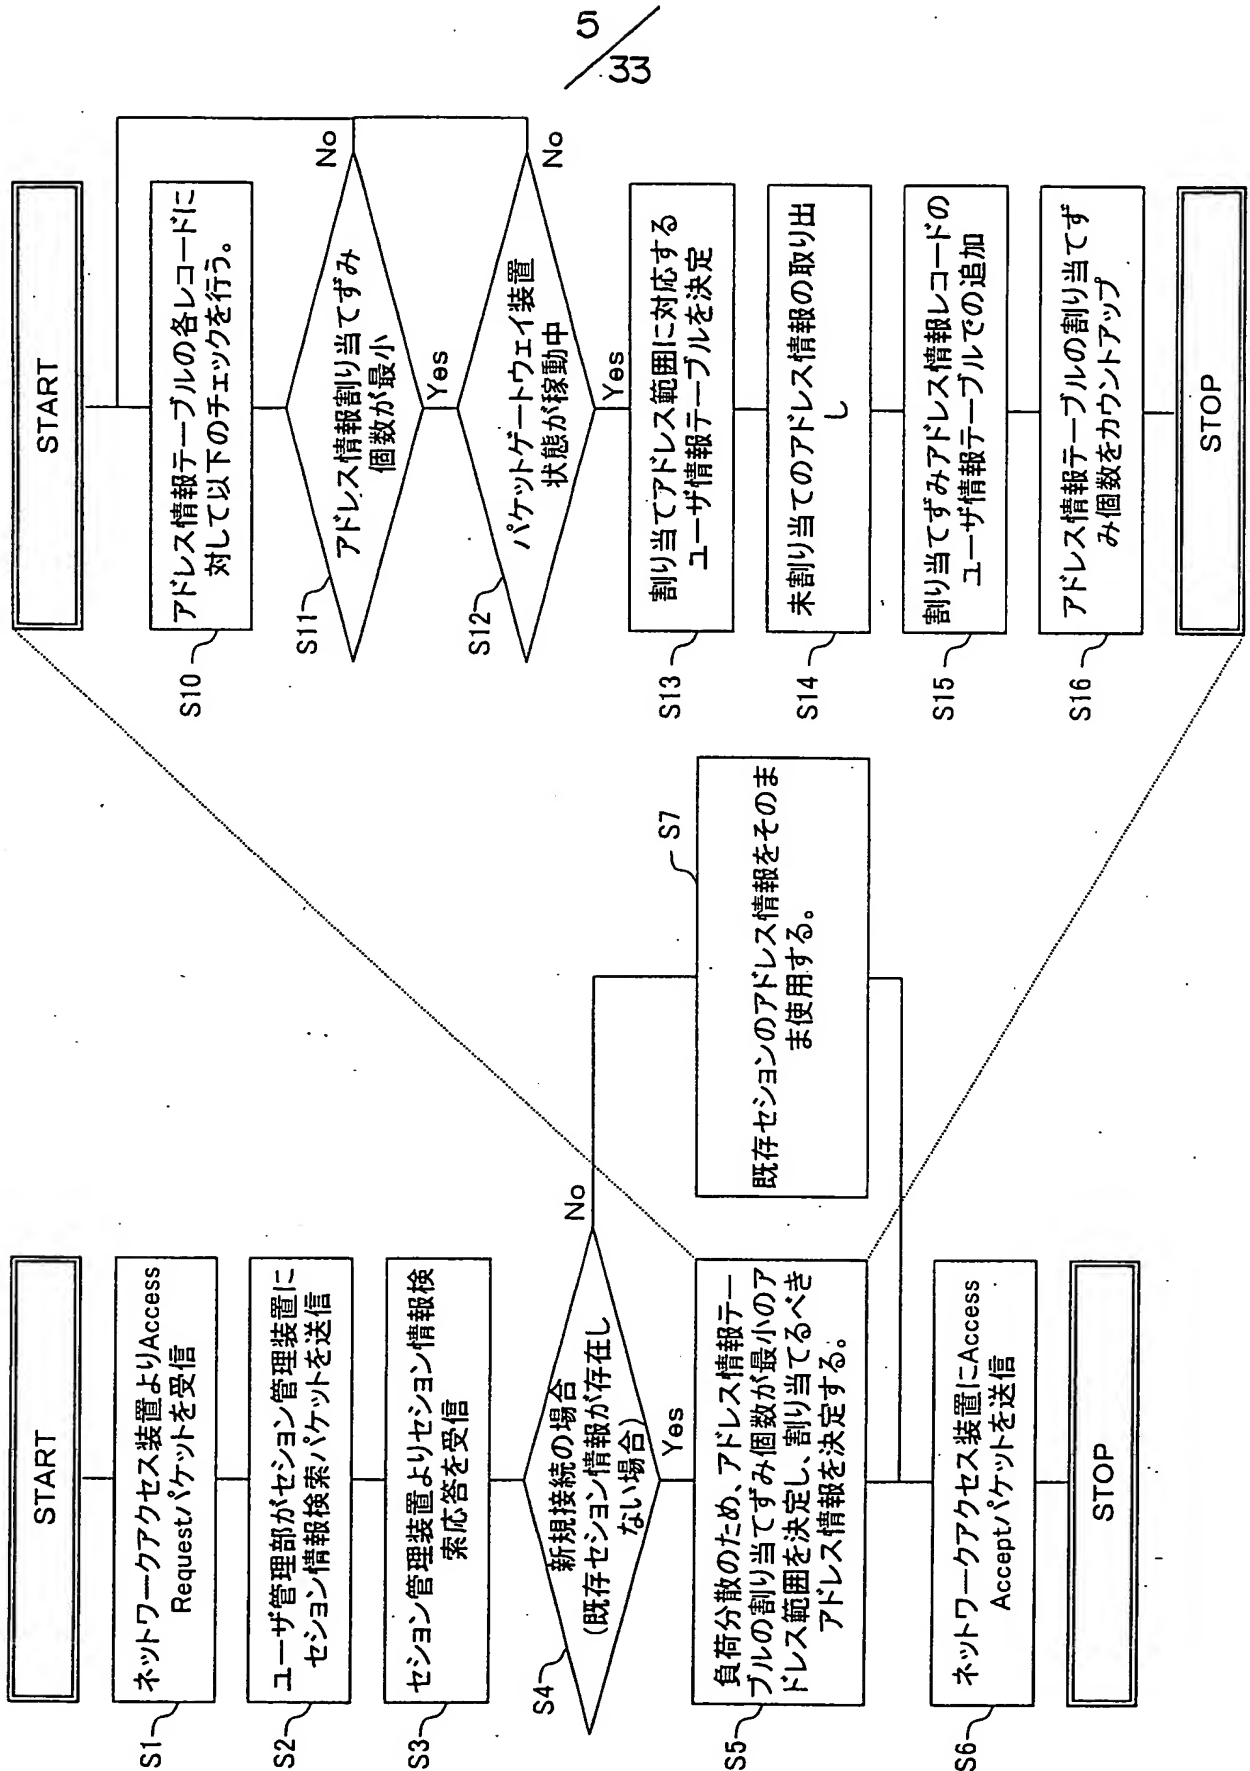 5
33
START
S1
ネットワークアクセス装置よりAccess
Requestパケットを受信
S2
ユーザ管理部がセション管理装置に
セション情報検索パケットを送信
S3
セション管理装置よりセション情報検
索応答を受信
S4
新規接続の場合
(既存セション情報が存在し
ない場合)
No
Yes
S5
負荷分散のため、アドレス情報テー
ブルの割り当てずみ個数が最小のア
ドレス範囲を決定し、割り当てるべき
アドレス情報を決定する。
S7
既存セションのアドレス情報をそのま
ま使用する。
S6
ネットワークアクセス装置にAccess
Acceptパケットを送信
STOP
START
S10
アドレス情報テーブルの各レコードに
対して以下のチェックを行う。
S11
アドレス情報割り当てずみ
個数が最小
No
Yes
S12
パケットゲートウェイ装置
状態が稼動中
No
Yes
S13
割り当てアドレス範囲に対応する
ユーザ情報テーブルを決定
S14
未割り当てのアドレス情報の取り出
し
S15
割り当てずみアドレス情報レコードの
ユーザ情報テーブルでの追加
S16
アドレス情報テーブルの割り当てず
み個数をカウントアップ
STOP